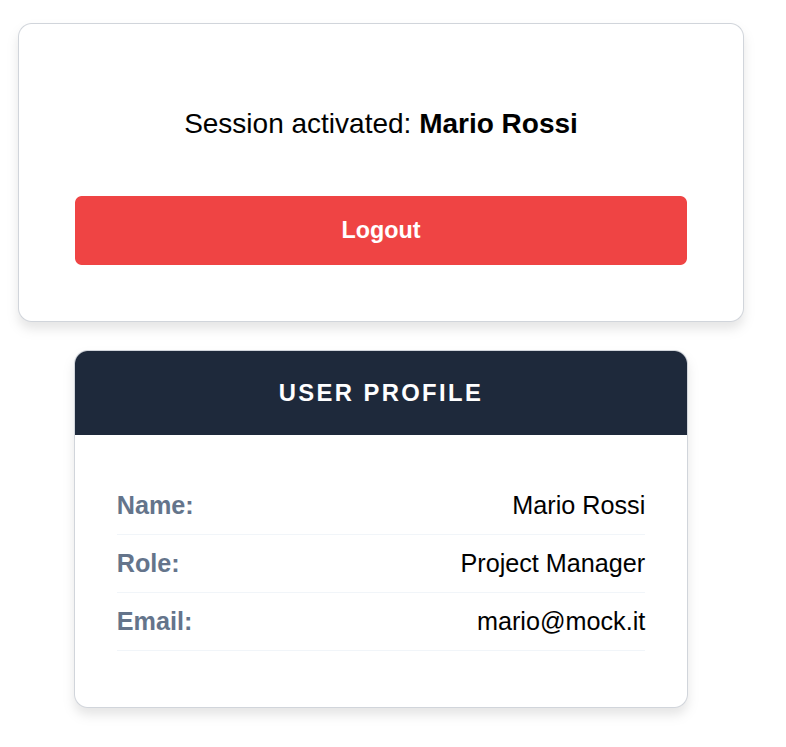 Session activated: Mario Rossi
Logout
USER PROFILE
Name: Mario Rossi
Role: Project Manager
Email: mario@mock.it